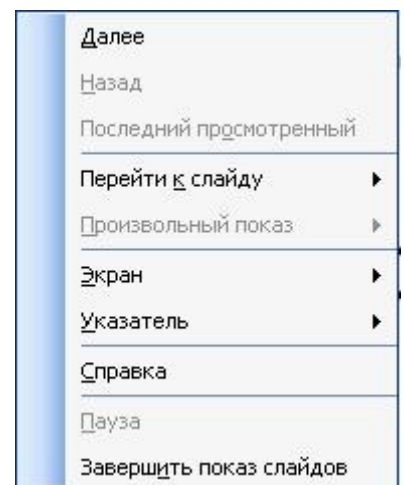 Далее
Назад
Последний просмотренный
Перейти к слайду
Произвольный показ
Экран
Указатель
Справка
Пауза
Завершить показ слайдов